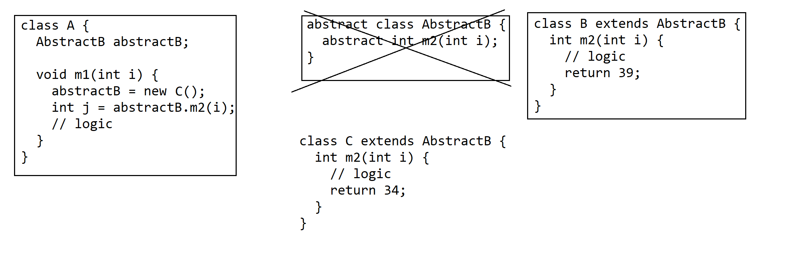 class A {
  AbstractB abstractB;
  void m1(int i) {
    abstractB = new C();
    int j = abstractB.m2(i);
    // logic
  }
}
abstract class AbstractB {
  abstract int m2(int i);
}
class B extends AbstractB {
  int m2(int i) {
    // logic
    return 39;
  }
}
class C extends AbstractB {
  int m2(int i) {
    // logic
    return 34;
  }
}